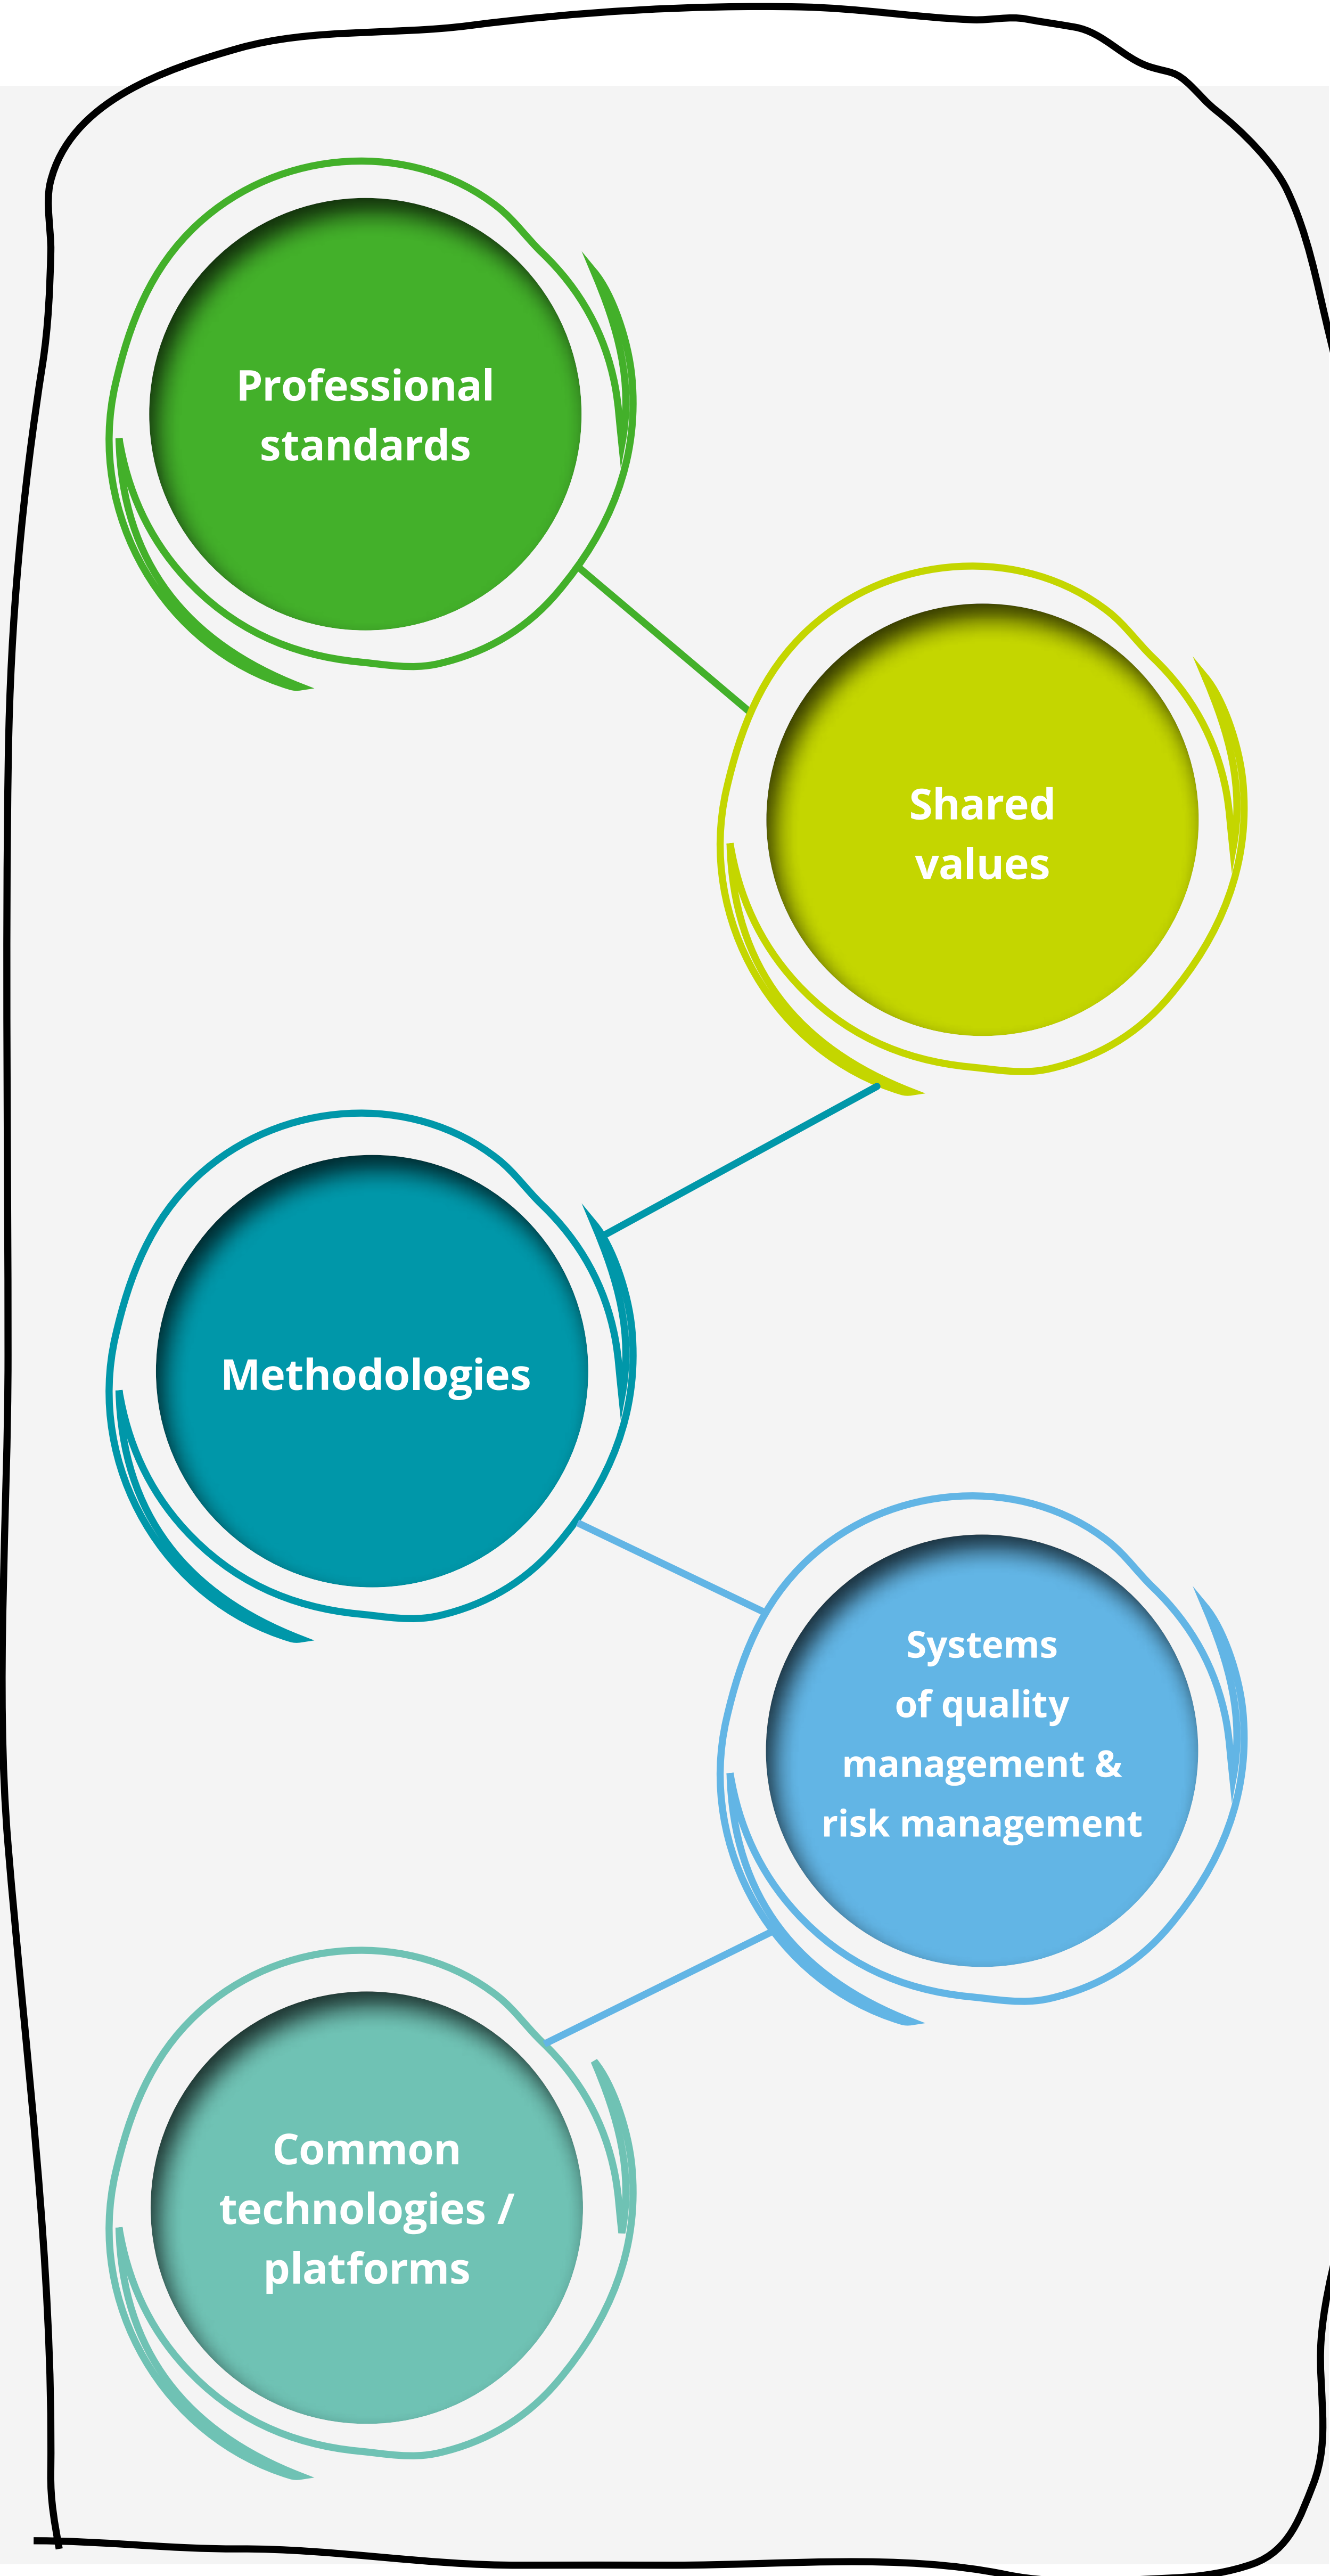 Professional
standards
Shared
values
Methodologies
Systems
of quality
management &
risk management
Common
technologies /
platforms